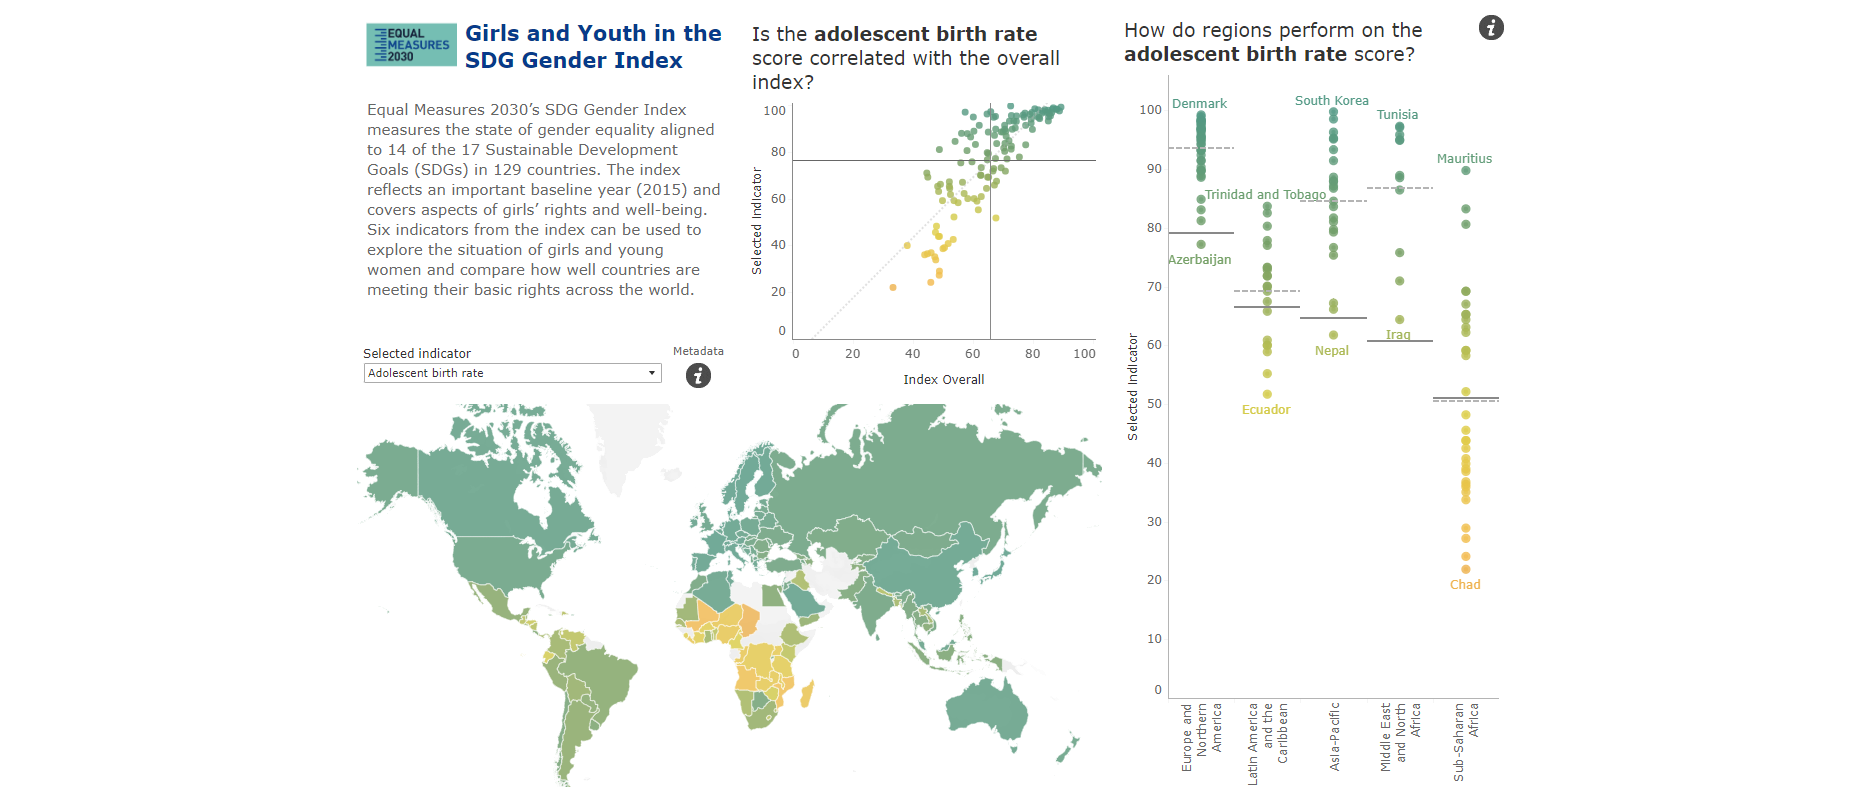 EQUAL
MEASURES
2030
Girls and Youth in the
SDG Gender Index
Equal Measures 2030’s SDG Gender Index
measures the state of gender equality aligned
to 14 of the 17 Sustainable Development
Goals (SDGs) in 129 countries. The index
reflects an important baseline year (2015) and
covers aspects of girls’ rights and well-being.
Six indicators from the index can be used to
explore the situation of girls and young
women and compare how well countries are
meeting their basic rights across the world.
Selected indicator
Adolescent birth rate
Metadata
i
Is the adolescent birth rate
score correlated with the overall
index?
Selected Indicator
100
80
60
40
20
0
0 20 40 60 80 100
Index Overall
How do regions perform on the
adolescent birth rate score?
i
Selected Indicator
100
90
80
70
60
50
40
30
20
10
0
Denmark
Azerbaijan
Trinidad and Tobago
Ecuador
South Korea
Nepal
Tunisia
Iraq
Mauritius
Chad
Europe and
Northern
America
Latin America
and the
Caribbean
Asia-Pacific
Middle East
and North
Africa
Sub-Saharan
Africa